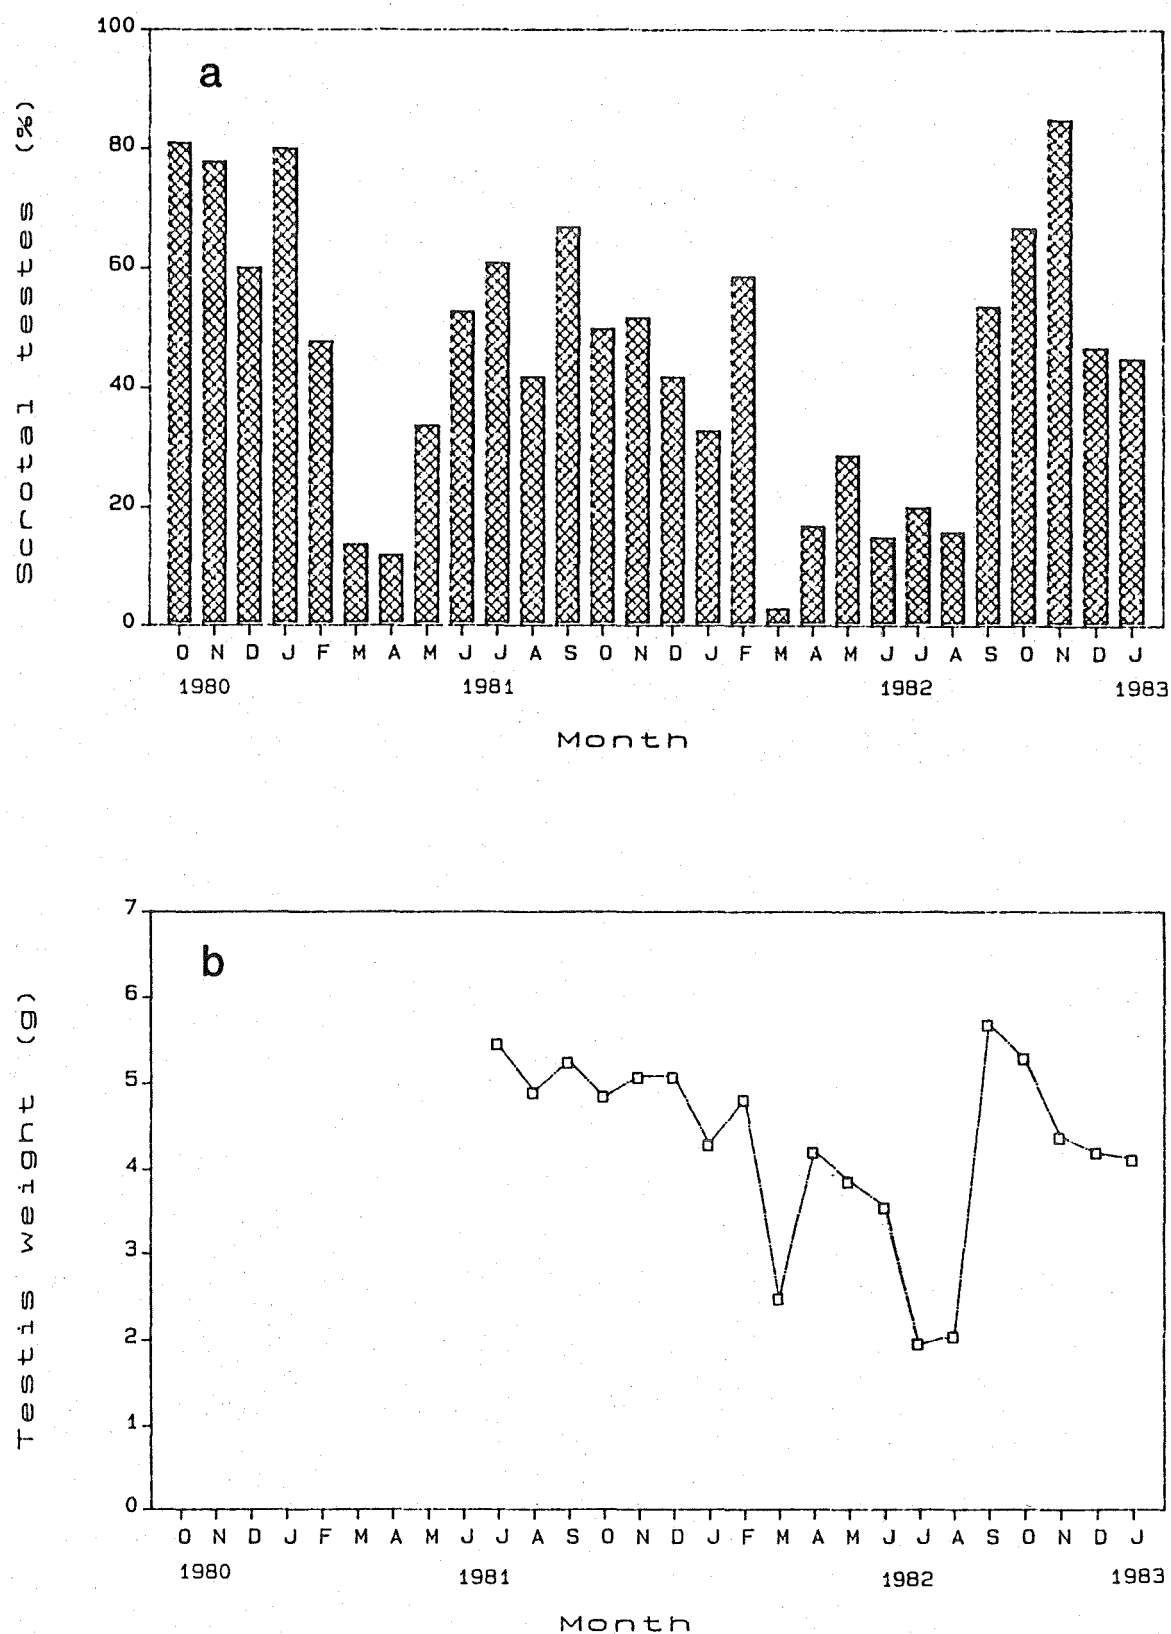 a
Scrotal testes (%)
100
80
60
40
20
0
O N D J F M A M J J A S O N D J F M A M J J A S O N D J
1980 1981 1982 1983
Month
b
Testis weight (g)
7
6
5
4
3
2
1
0
O N D J F M A M J J A S O N D J F M A M J J A S O N D J
1980 1981 1982 1983
Month